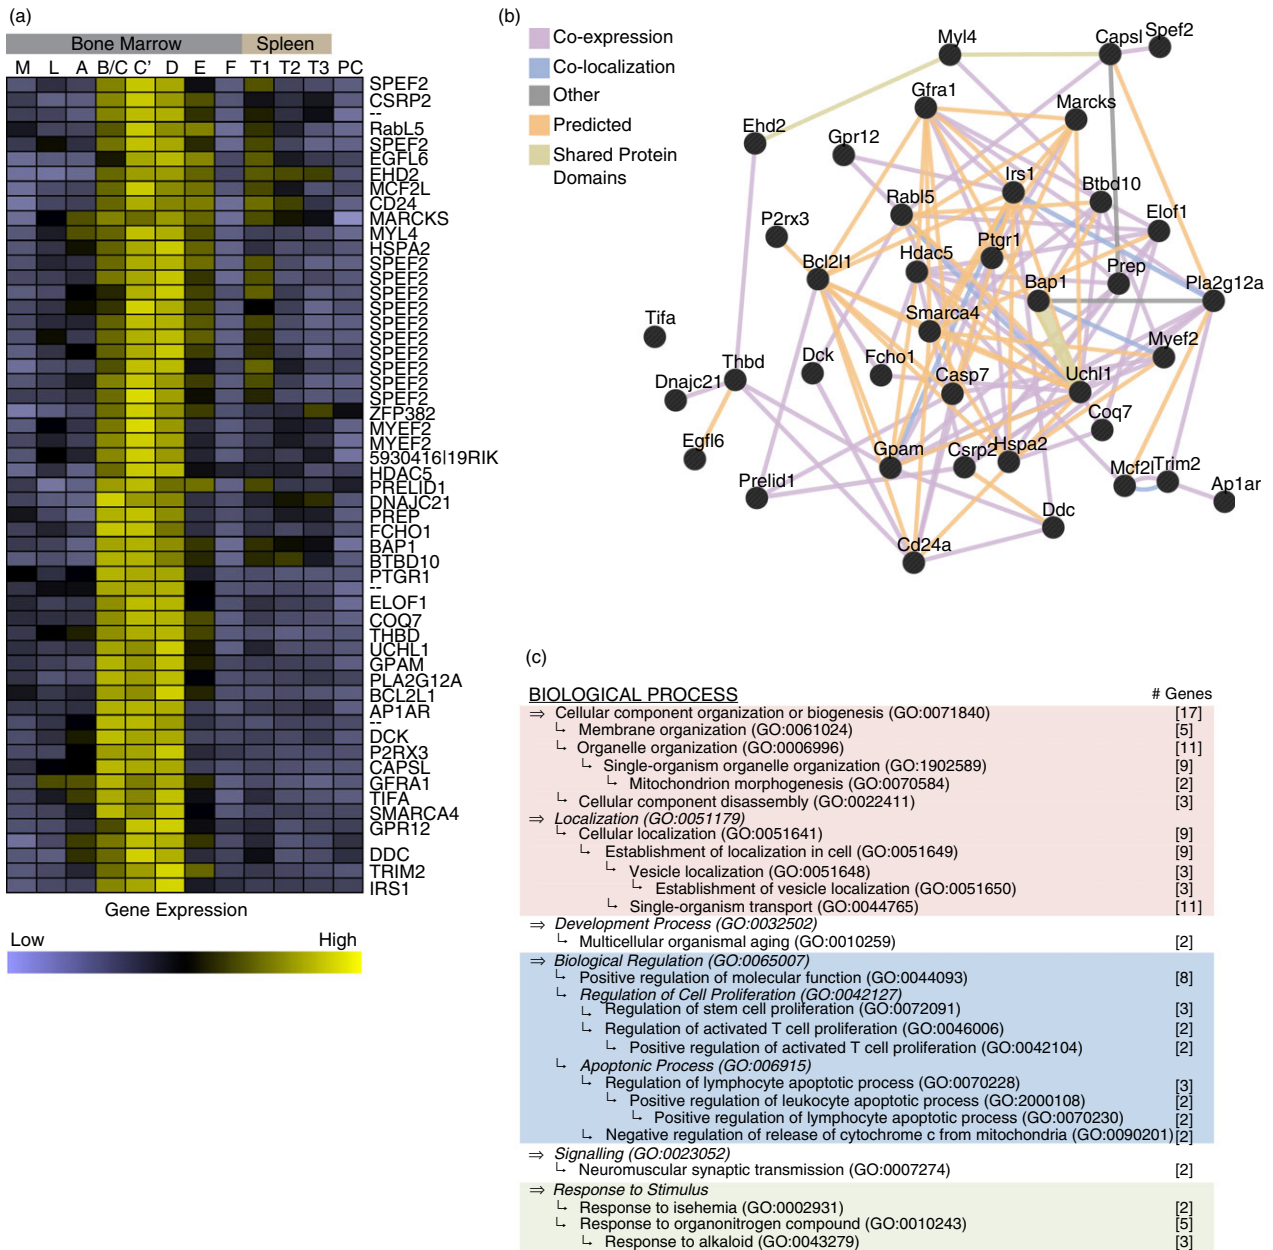 (a)
Bone Marrow Spleen
M L A B/C C' D E F T1 T2 T3 PC
SPEF2
CSRP2
--
RabL5
SPEF2
EGFL6
EHD2
MCF2L
CD24
MARCKS
MYL4
HSPA2
SPEF2
SPEF2
SPEF2
SPEF2
SPEF2
SPEF2
SPEF2
SPEF2
SPEF2
SPEF2
ZFP382
MYEF2
MYEF2
5930416|19RIK
HDAC5
PRELID1
DNAJC21
PREP
FCHO1
BAP1
BTBD10
PTGR1
--
ELOF1
COQ7
THBD
UCHL1
GPAM
PLA2G12A
BCL2L1
AP1AR
--
DCK
P2RX3
CAPSL
GFRA1
TIFA
SMARCA4
GPR12
DDC
TRIM2
IRS1
Gene Expression
Low High
(b)
Co-expression
Co-localization
Other
Predicted
Shared Protein
Domains
Myl4
Capsl
Spef2
Gfra1
Marcks
Ehd2
Gpr12
Irs1
Btbd10
Rabl5
Elof1
P2rx3
Ptgr1
Bcl2l1
Hdac5
Prep
Bap1
Pla2g12a
Smarca4
Tifa
Myef2
Thbd
Dck
Fcho1
Casp7
Uchl1
Dnajc21
Coq7
Egfl6
Gpam
Csrp2
Hspa2
Mcf2l
Trim2
Prelid1
Ap1ar
Ddc
Cd24a
(c)
BIOLOGICAL PROCESS # Genes
⇒ Cellular component organization or biogenesis (GO:0071840) [17]
↳ Membrane organization (GO:0061024) [5]
↳ Organelle organization (GO:0006996) [11]
↳ Single-organism organelle organization (GO:1902589) [9]
↳ Mitochondrion morphogenesis (GO:0070584) [2]
↳ Cellular component disassembly (GO:0022411) [3]
⇒ Localization (GO:0051179)
↳ Cellular localization (GO:0051641) [9]
↳ Establishment of localization in cell (GO:0051649) [9]
↳ Vesicle localization (GO:0051648) [3]
↳ Establishment of vesicle localization (GO:0051650) [3]
↳ Single-organism transport (GO:0044765) [11]
⇒ Development Process (GO:0032502)
↳ Multicellular organismal aging (GO:0010259) [2]
⇒ Biological Regulation (GO:0065007)
↳ Positive regulation of molecular function (GO:0044093) [8]
↳ Regulation of Cell Proliferation (GO:0042127)
↳ Regulation of stem cell proliferation (GO:0072091) [3]
↳ Regulation of activated T cell proliferation (GO:0046006) [2]
↳ Positive regulation of activated T cell proliferation (GO:0042104) [2]
↳ Apoptonic Process (GO:006915)
↳ Regulation of lymphocyte apoptotic process (GO:0070228) [3]
↳ Positive regulation of leukocyte apoptotic process (GO:2000108) [2]
↳ Positive regulation of lymphocyte apoptotic process (GO:0070230) [2]
↳ Negative regulation of release of cytochrome c from mitochondria (GO:0090201) [2]
⇒ Signalling (GO:0023052)
↳ Neuromuscular synaptic transmission (GO:0007274) [2]
⇒ Response to Stimulus
↳ Response to isehemia (GO:0002931) [2]
↳ Response to organonitrogen compound (GO:0010243) [5]
↳ Response to alkaloid (GO:0043279) [3]